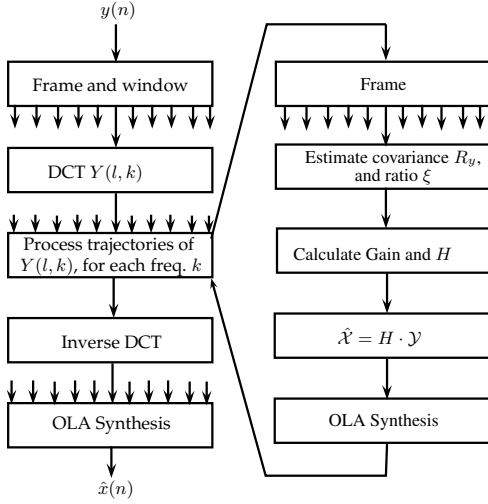 y(n)
Frame and window
DCT Y(l, k)
Process trajectories of
Y(l, k), for each freq. k
Inverse DCT
OLA Synthesis
x̂(n)
Frame
Estimate covariance R_y,
and ratio ξ
Calculate Gain and H
𝒳̂ = H · 𝒴
OLA Synthesis